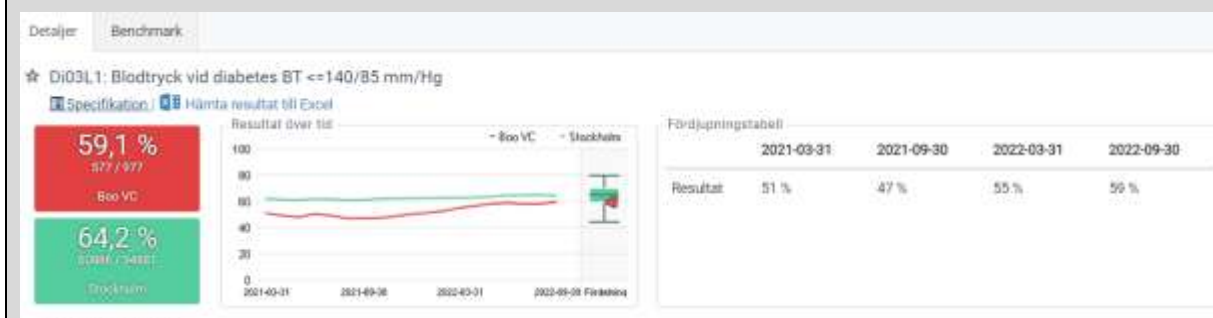 Detaljer Benchmark
Di03L1: Blodtryck vid diabetes BT <=140/85 mm/Hg
Specifikation | Hämta resultat till Excel
59,1 %
577 / 977
Boo VC
64,2 %
Stockholm
Resultat över tid
Boo VC Stockholm
100
80
60
40
20
0
2021-03-31 2021-09-30 2022-03-31 2022-09-30 Fördelning
Fördjupningstabell
2021-03-31 2021-09-30 2022-03-31 2022-09-30
Resultat 51 % 47 % 55 % 59 %